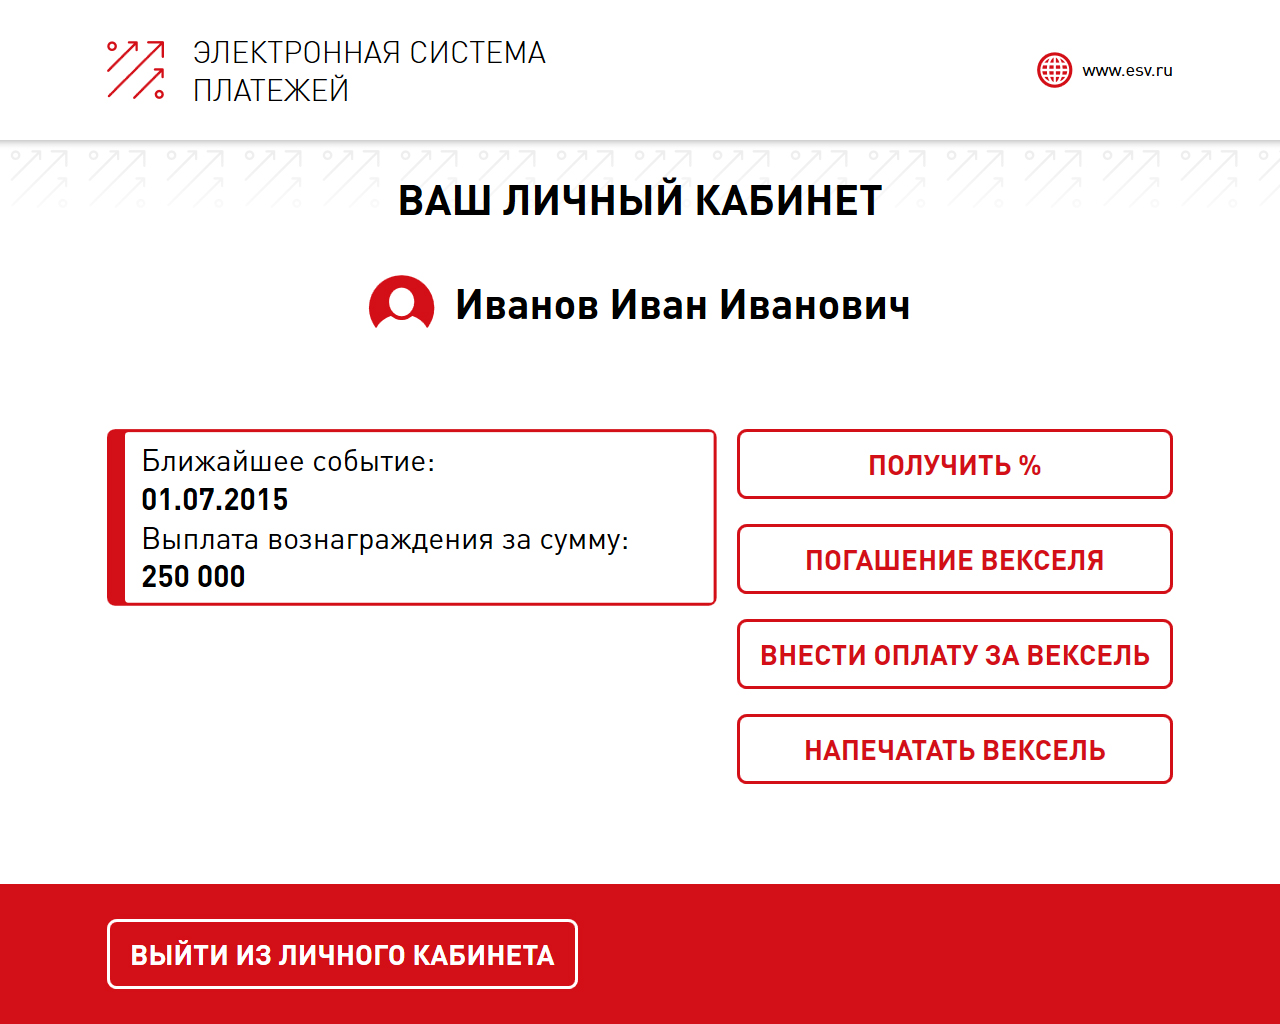 ЭЛЕКТРОННАЯ СИСТЕМА
ПЛАТЕЖЕЙ
www.esv.ru
ВАШ ЛИЧНЫЙ КАБИНЕТ
Иванов Иван Иванович
Ближайшее событие:
01.07.2015
Выплата вознаграждения за сумму:
250 000
ПОЛУЧИТЬ %
ПОГАШЕНИЕ ВЕКСЕЛЯ
ВНЕСТИ ОПЛАТУ ЗА ВЕКСЕЛЬ
НАПЕЧАТАТЬ ВЕКСЕЛЬ
ВЫЙТИ ИЗ ЛИЧНОГО КАБИНЕТА